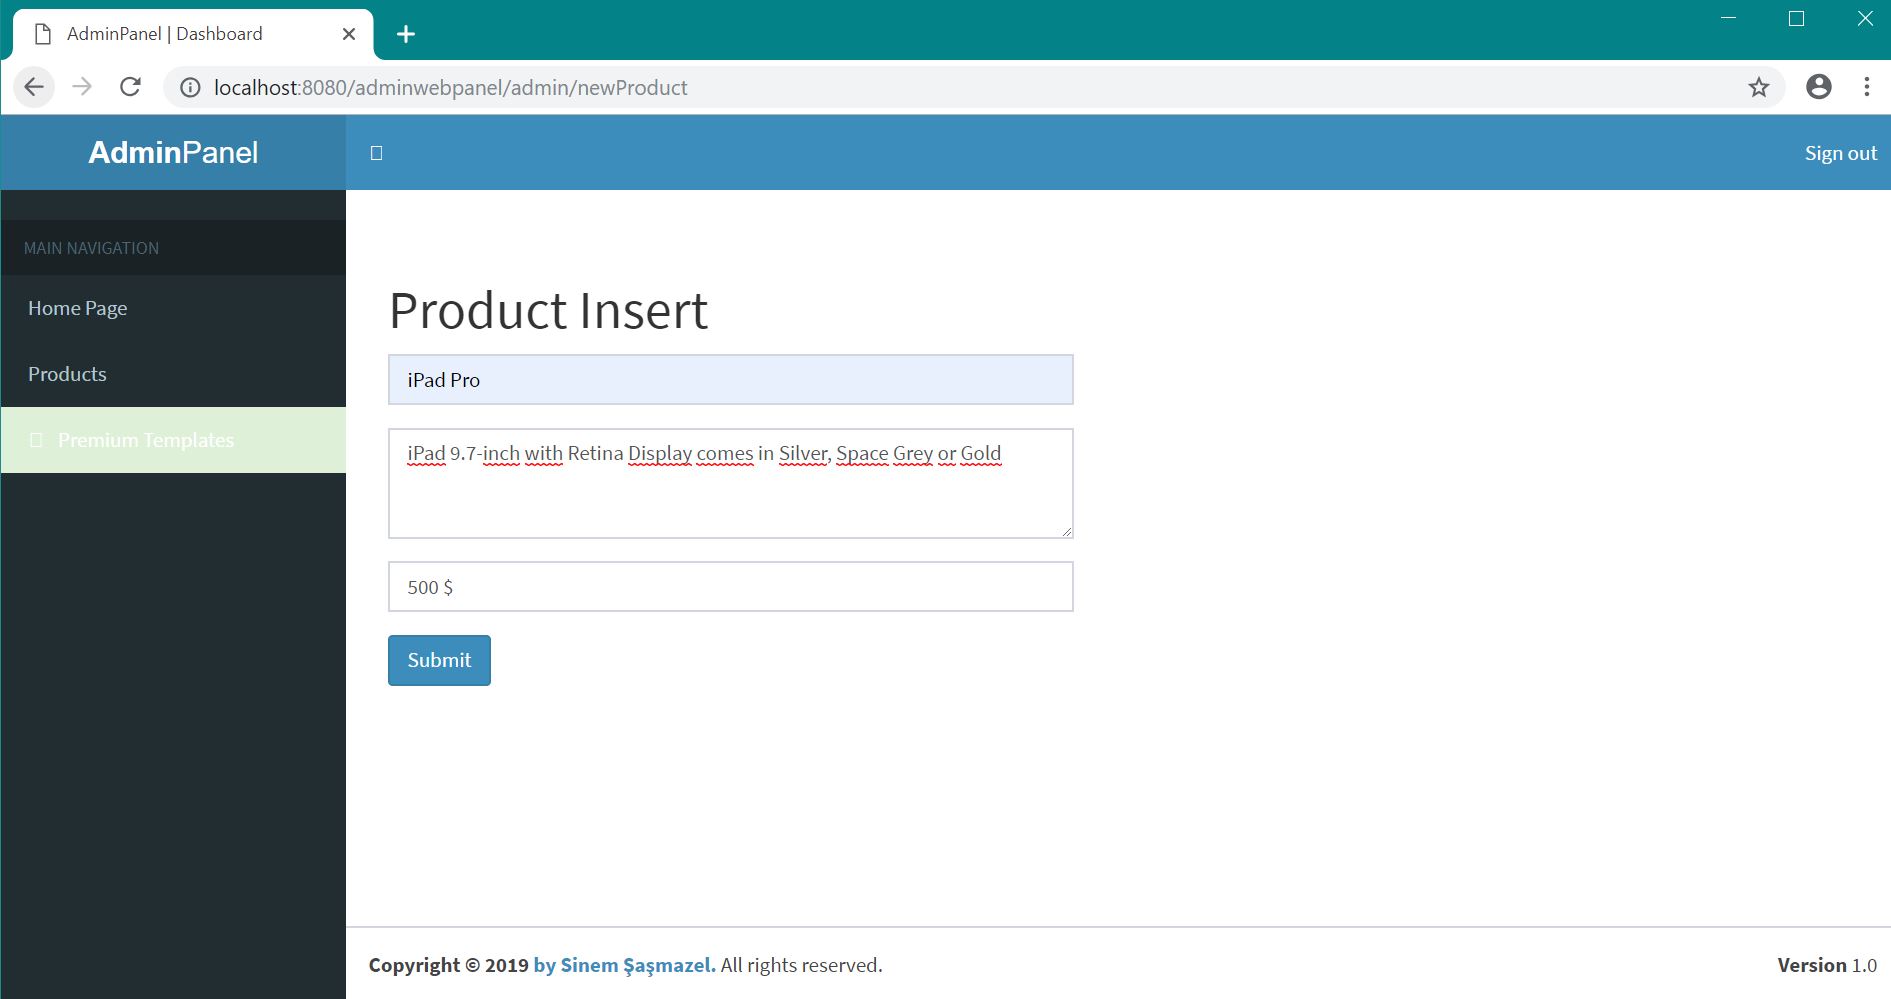 AdminPanel | Dashboard
localhost:8080/adminwebpanel/admin/newProduct
AdminPanel
Sign out
MAIN NAVIGATION
Home Page
Products
Premium Templates
Product Insert
iPad Pro
iPad 9.7-inch with Retina Display comes in Silver, Space Grey or Gold
500 $
Submit
Copyright © 2019 by Sinem Şaşmazel. All rights reserved.
Version 1.0